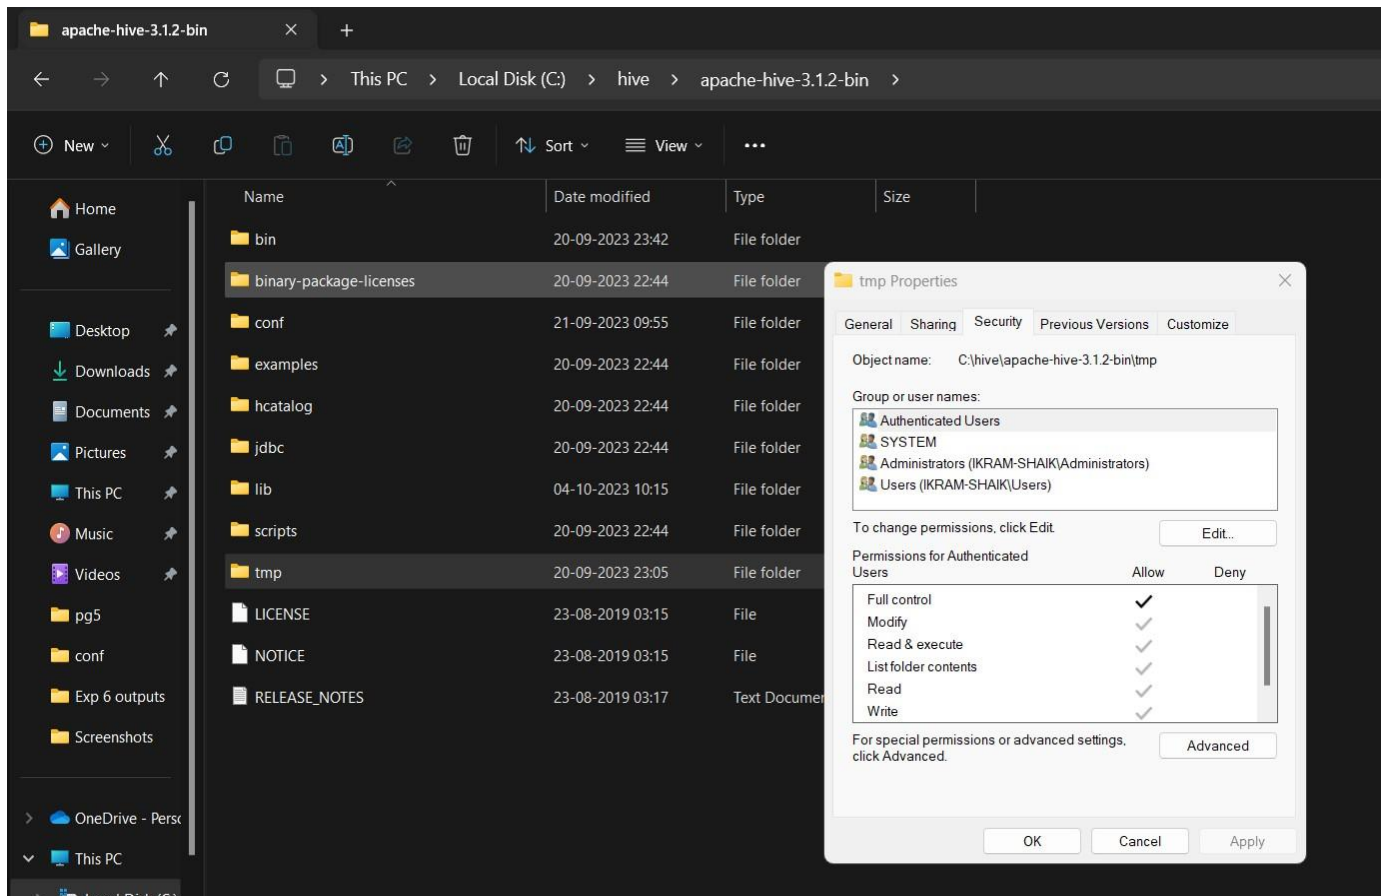 apache-hive-3.1.2-bin
This PC > Local Disk (C:) > hive > apache-hive-3.1.2-bin >
New Sort View
Name Date modified Type Size
Home
Gallery
Desktop
Downloads
Documents
Pictures
This PC
Music
Videos
pg5
conf
Exp 6 outputs
Screenshots
OneDrive - Perso
This PC
bin 20-09-2023 23:42 File folder
binary-package-licenses 20-09-2023 22:44 File folder
conf 21-09-2023 09:55 File folder
examples 20-09-2023 22:44 File folder
hcatalog 20-09-2023 22:44 File folder
jdbc 20-09-2023 22:44 File folder
lib 04-10-2023 10:15 File folder
scripts 20-09-2023 22:44 File folder
tmp 20-09-2023 23:05 File folder
LICENSE 23-08-2019 03:15 File
NOTICE 23-08-2019 03:15 File
RELEASE_NOTES 23-08-2019 03:17 Text Documen
tmp Properties
General Sharing Security Previous Versions Customize
Object name: C:\hive\apache-hive-3.1.2-bin\tmp
Group or user names:
Authenticated Users
SYSTEM
Administrators (IKRAM-SHAIK\Administrators)
Users (IKRAM-SHAIK\Users)
To change permissions, click Edit.
Edit...
Permissions for Authenticated
Users Allow Deny
Full control
Modify
Read & execute
List folder contents
Read
Write
For special permissions or advanced settings,
click Advanced.
Advanced
OK Cancel Apply